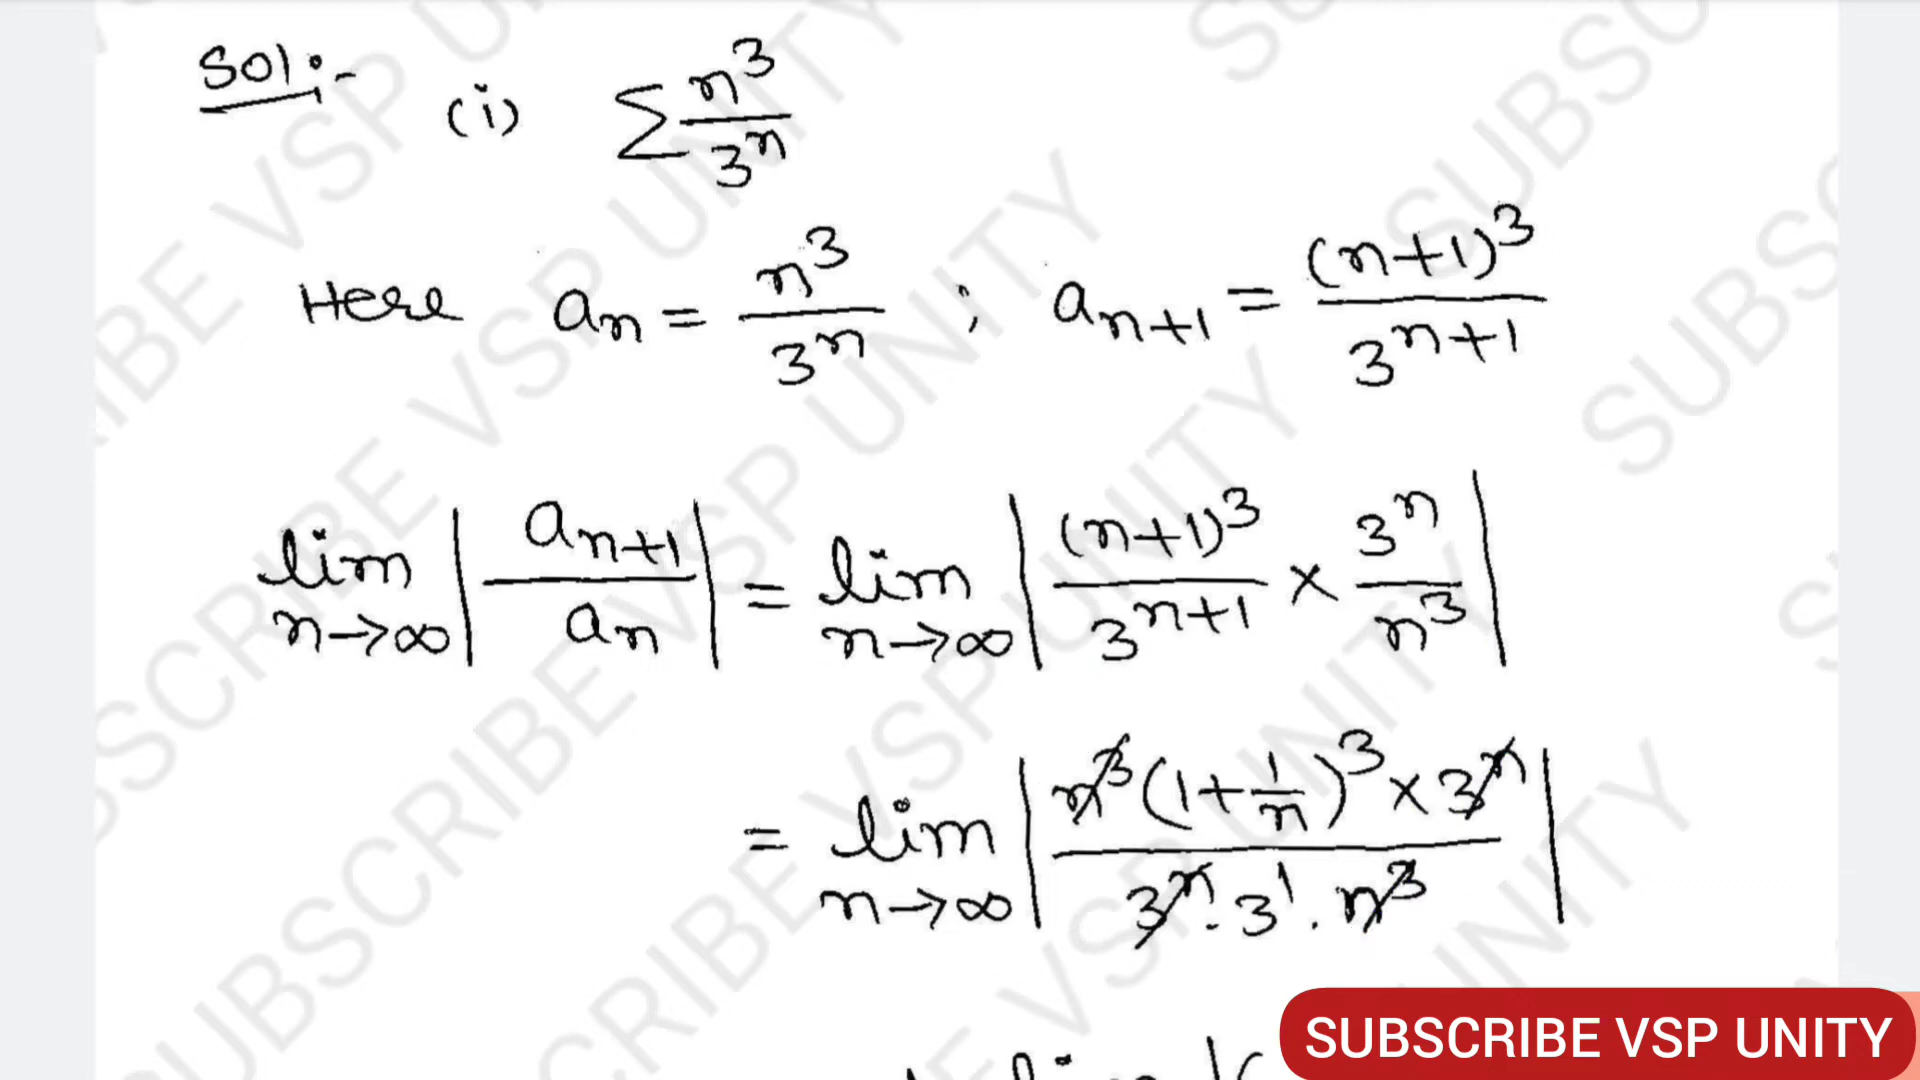 Sol:-
(i) Σ n³/3ⁿ
Here aₙ = n³/3ⁿ ; aₙ₊₁ = (n+1)³/3ⁿ⁺¹
lim n→∞ |aₙ₊₁/aₙ| = lim n→∞ |(n+1)³/3ⁿ⁺¹ × 3ⁿ/n³|
= lim n→∞ |n³(1+1/n)³ × 3ⁿ / 3ⁿ · 3¹ · n³|
SUBSCRIBE VSP UNITY